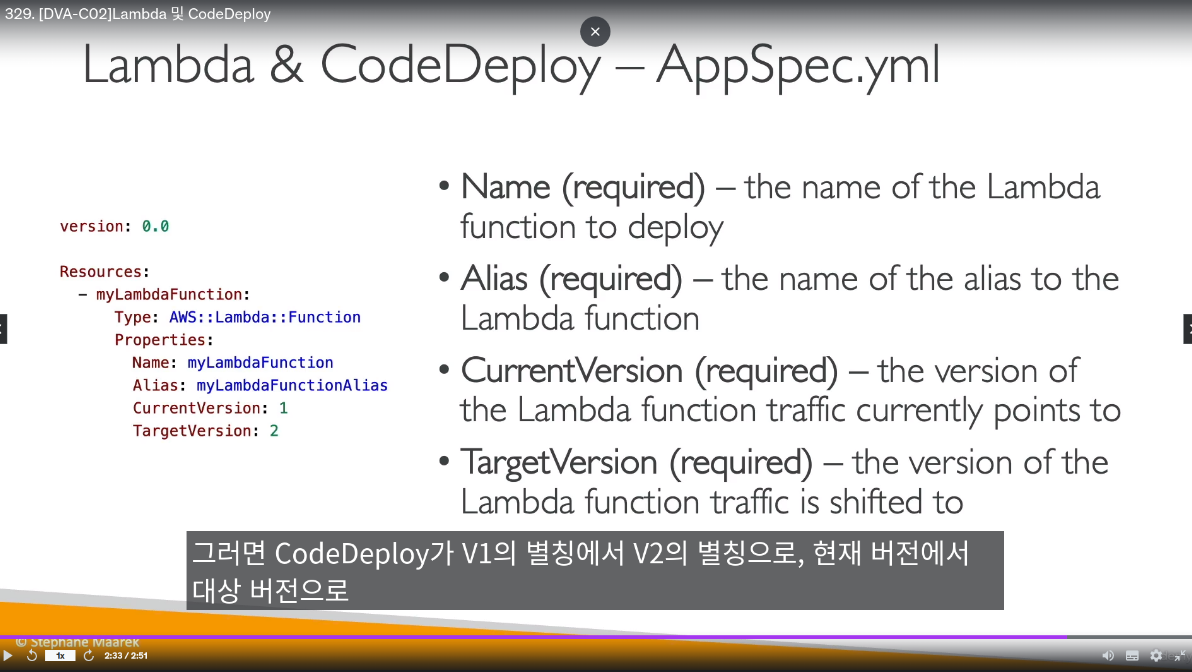 329. [DVA-C02]Lambda 및 CodeDeploy
Lambda & CodeDeploy – AppSpec.yml
version: 0.0
Resources:
- myLambdaFunction:
Type: AWS::Lambda::Function
Properties:
Name: myLambdaFunction
Alias: myLambdaFunctionAlias
CurrentVersion: 1
TargetVersion: 2
• Name (required) – the name of the Lambda
function to deploy
• Alias (required) – the name of the alias to the
Lambda function
• CurrentVersion (required) – the version of
the Lambda function traffic currently points to
• TargetVersion (required) – the version of the
Lambda function traffic is shifted to
그러면 CodeDeploy가 V1의 별칭에서 V2의 별칭으로, 현재 버전에서
대상 버전으로
© Stephane Maarek
1x 2:33 / 2:51